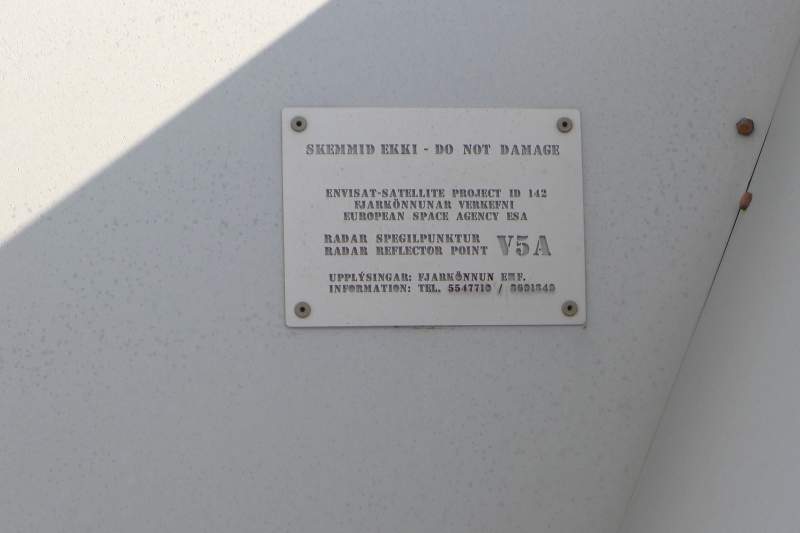 SKEMMID EKKI - DO NOT DAMAGE
ENVISAT-SATELLITE PROJECT ID 142
FJARKÖNNUNAR VERKEFNI
EUROPEAN SPACE AGENCY ESA
RADAR SPEGILPUNKTUR V5A
RADAR REFLECTOR POINT
UPPLÝSINGAR: FJARKÖNNUN EHF.
INFORMATION: TEL. 5547710 /